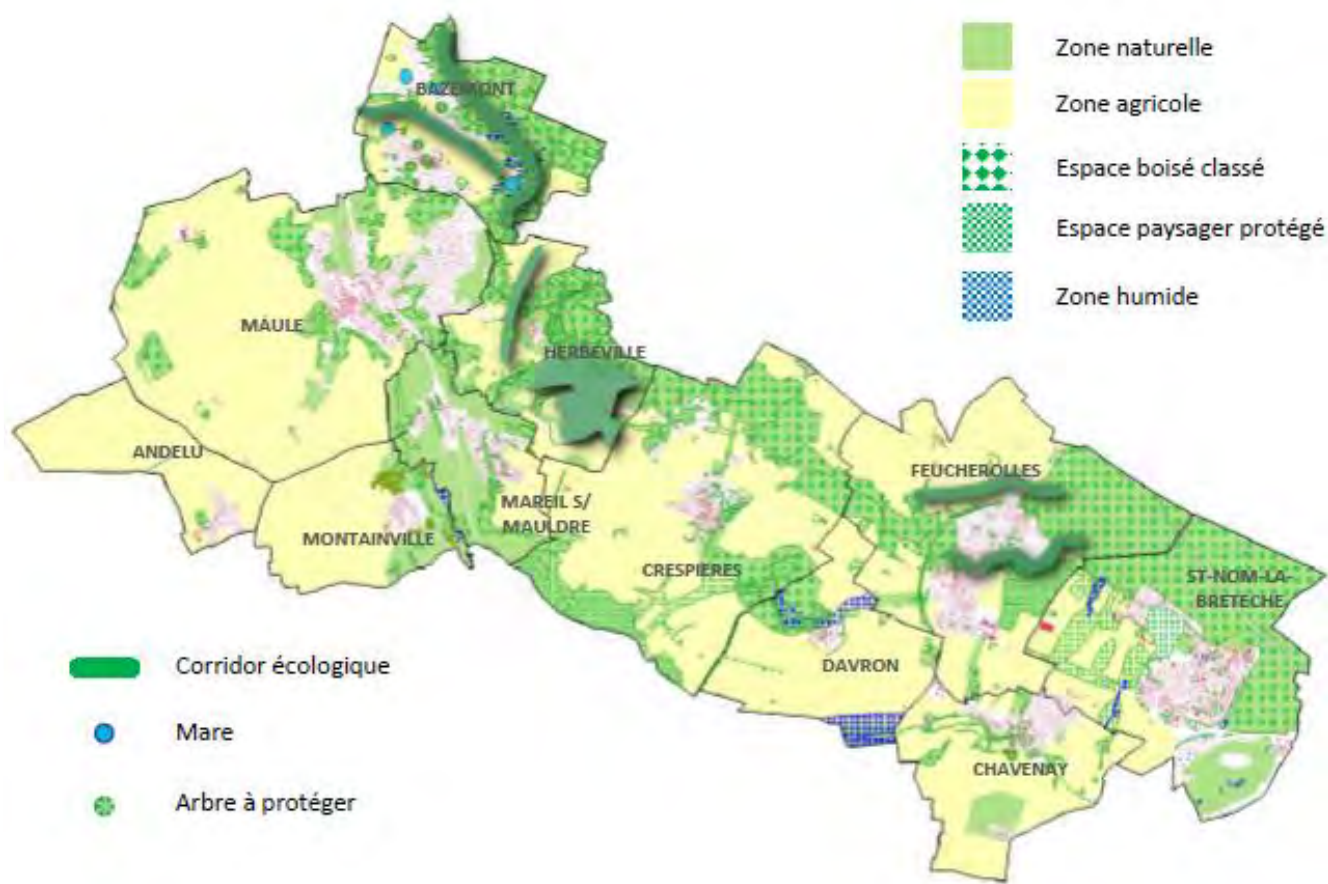 Zone naturelle
Zone agricole
Espace boisé classé
Espace paysager protégé
Zone humide
BAZEMONT
MAULE
HERBEVILLE
ANDELU
FEUCHEROLLES
MAREIL S/
MAULDRE
MONTAINVILLE
CRESPIERES
ST-NOM-LA-
BRETECHE
DAVRON
CHAVENAY
Corridor écologique
Mare
Arbre à protéger